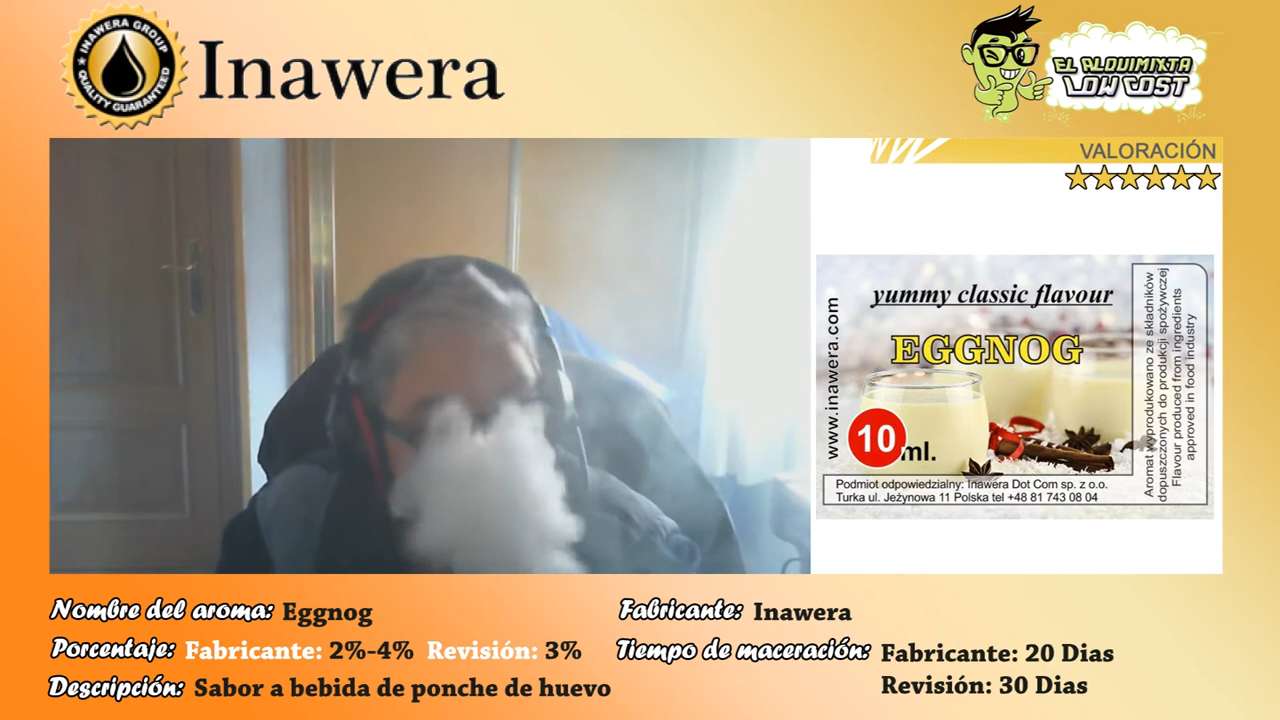 INAWERA GROUP
QUALITY GUARANTEED
Inawera
EL ALQUIMIXTA
LOW COST
VALORACIÓN
yummy classic flavour
EGGNOG
www.inawera.com
10 ml.
Podmiot odpowiedzialny: Inawera Dot Com sp. z o.o.
Turka ul. Jeżynowa 11 Polska tel +48 81 743 08 04
Aromat wyprodukowano ze składników
dopuszczonych do produkcji spożywczej
Flavour produced from ingredients
approved in food industry
Nombre del aroma: Eggnog
Fabricante: Inawera
Porcentaje: Fabricante: 2%-4% Revisión: 3%
Tiempo de maceración: Fabricante: 20 Dias
Revisión: 30 Dias
Descripción: Sabor a bebida de ponche de huevo